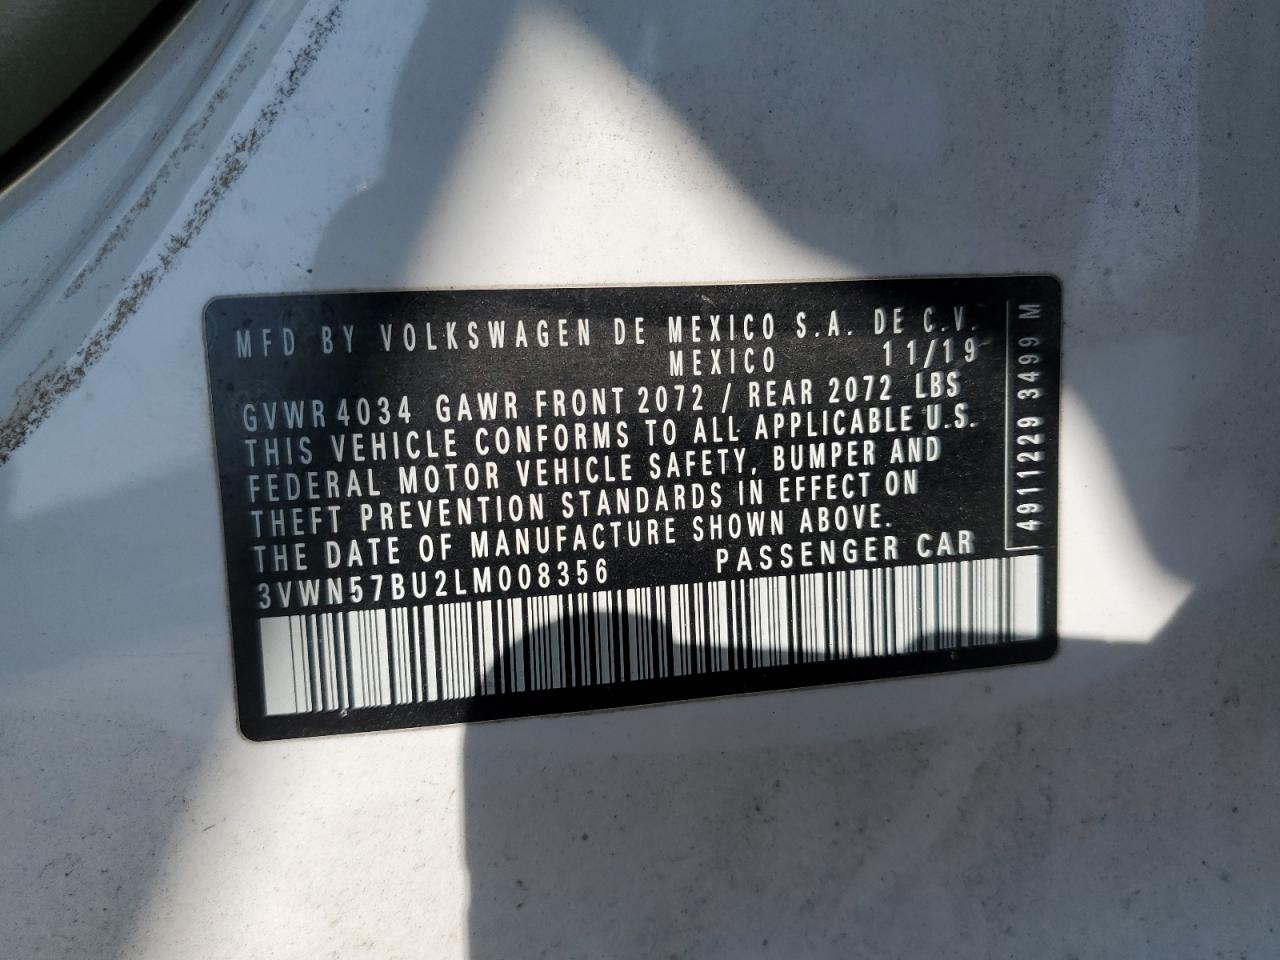 MFD BY VOLKSWAGEN DE MEXICO S.A. DE C.V.
MEXICO 11/19
GVWR 4034 GAWR FRONT 2072 / REAR 2072 LBS
THIS VEHICLE CONFORMS TO ALL APPLICABLE U.S.
FEDERAL MOTOR VEHICLE SAFETY, BUMPER AND
THEFT PREVENTION STANDARDS IN EFFECT ON
THE DATE OF MANUFACTURE SHOWN ABOVE.
3VWN57BU2LM008356 PASSENGER CAR
4911229 3499 M